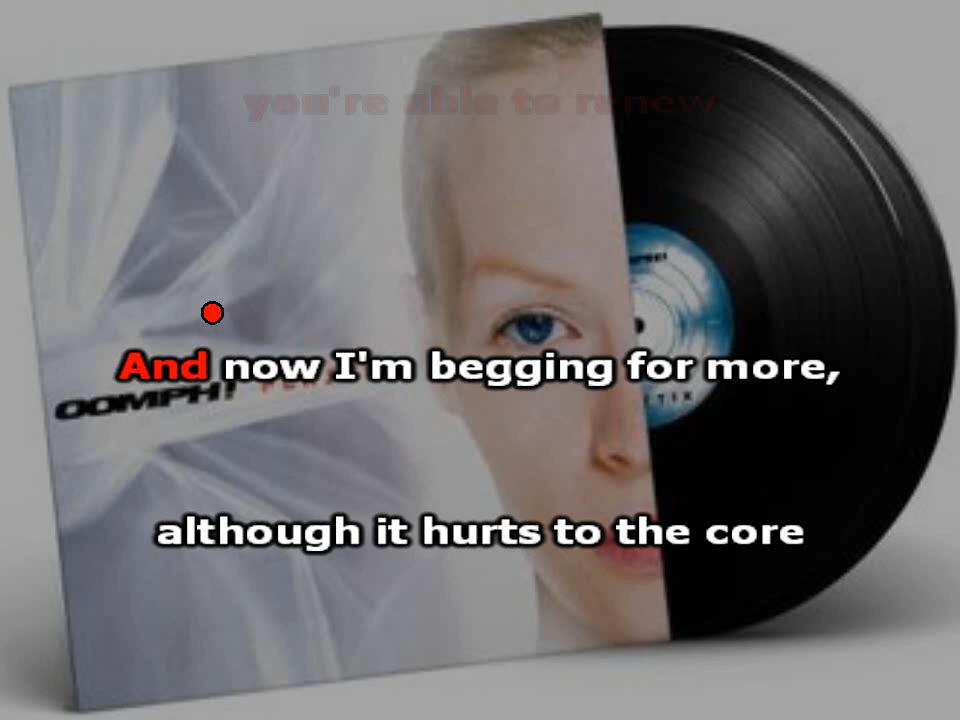 you're able to renew
And now I'm begging for more,
OOMPH!
although it hurts to the core